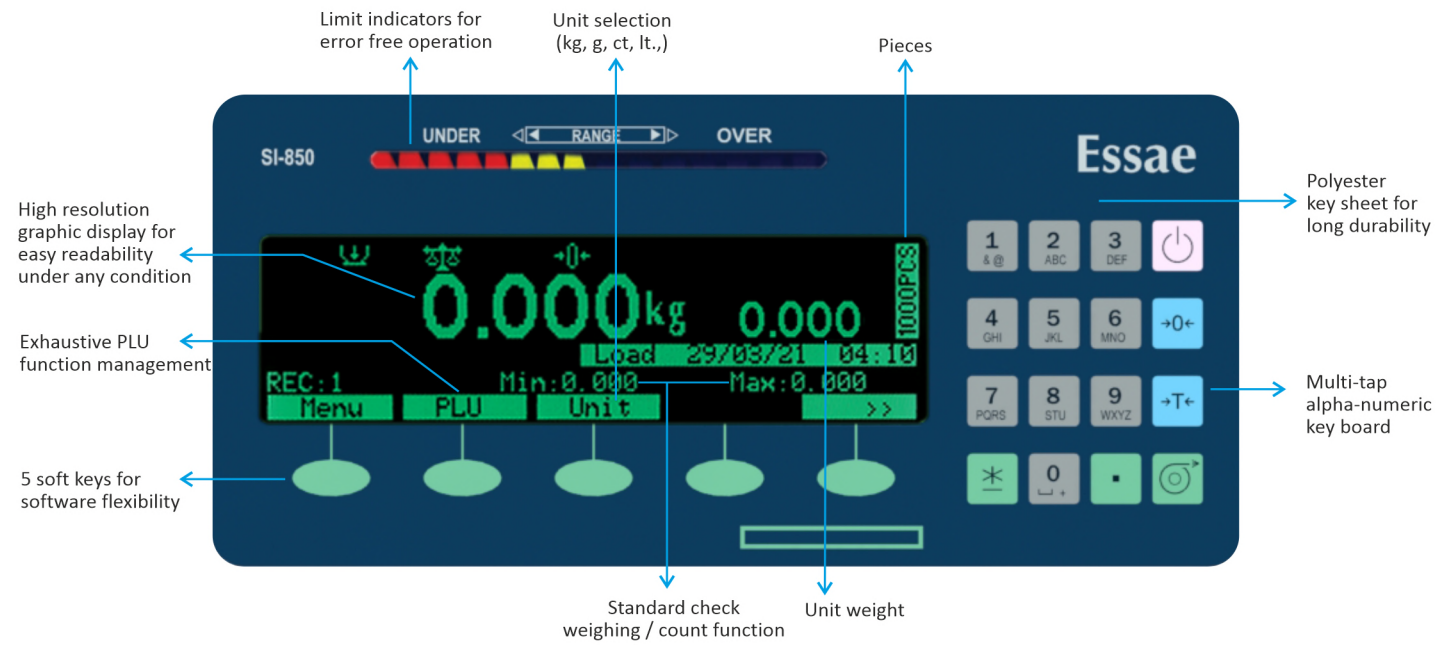 Limit indicators for
error free operation
Unit selection
(kg, g, ct, lt.,)
Pieces
UNDER
RANGE
OVER
SI-850
Essae
Polyester
key sheet for
long durability
High resolution
graphic display for
easy readability
under any condition
→0←
0.000kg
0.000
1000PCS
Load 29/03/21 04:10
REC:1
Min:0.000
Max:0.000
Menu
PLU
Unit
>>
Exhaustive PLU
function management
5 soft keys for
software flexibility
1
& @
2
ABC
3
DEF
4
GHI
5
JKL
6
MNO
→0←
7
PQRS
8
STU
9
WXYZ
→T←
0
+
.
Multi-tap
alpha-numeric
key board
Standard check
weighing / count function
Unit weight